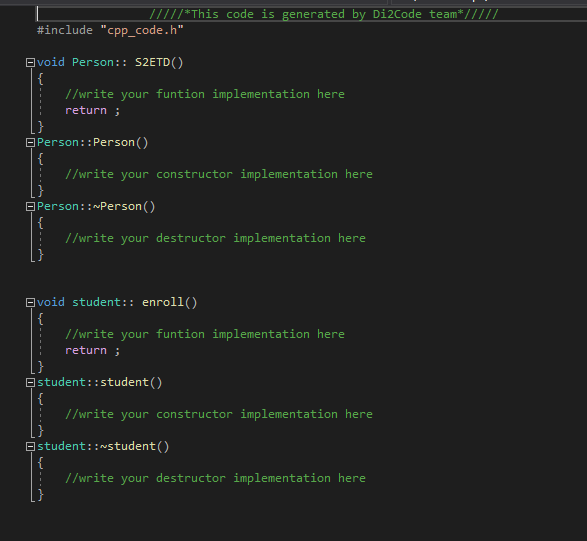 /////*This code is generated by Di2Code team*/////
#include "cpp_code.h"
void Person:: S2ETD()
{
//write your funtion implementation here
return ;
}
Person::Person()
{
//write your constructor implementation here
}
Person::~Person()
{
//write your destructor implementation here
}
void student:: enroll()
{
//write your funtion implementation here
return ;
}
student::student()
{
//write your constructor implementation here
}
student::~student()
{
//write your destructor implementation here
}